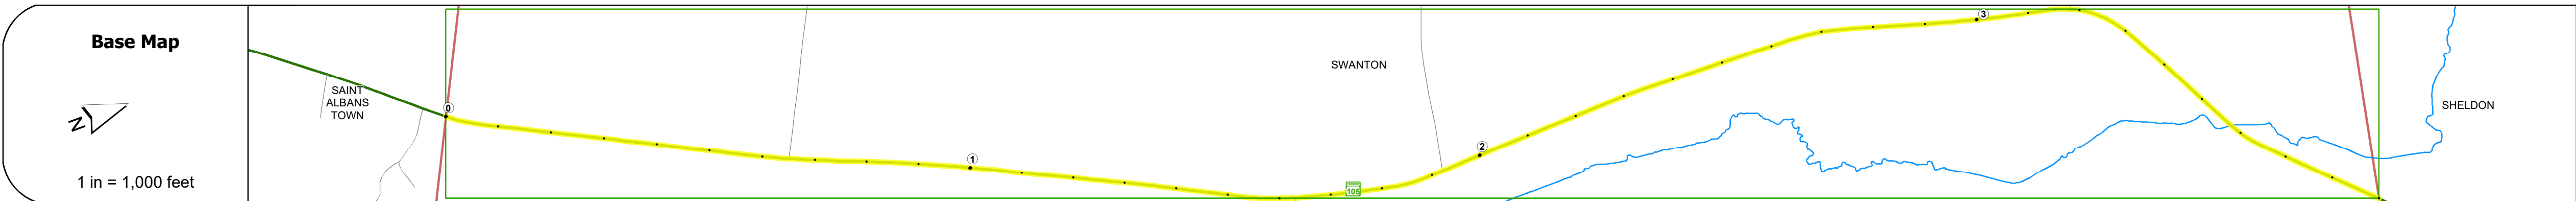 Base Map
N
1 in = 1,000 feet
SAINT
ALBANS
TOWN
0
1
SWANTON
105
2
3
SHELDON